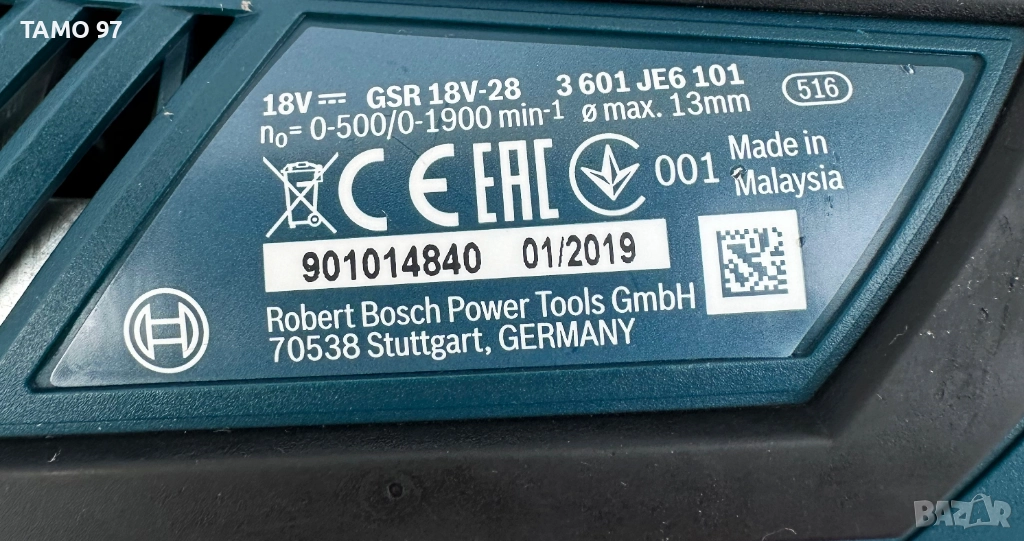 TAMO 97
18V GSR 18V-28 3 601 JE6 101 516
n₀= 0-500/0-1900 min⁻¹ ø max. 13mm
CE EAC 001 Made in
Malaysia
901014840 01/2019
Robert Bosch Power Tools GmbH
70538 Stuttgart, GERMANY
BAZAR